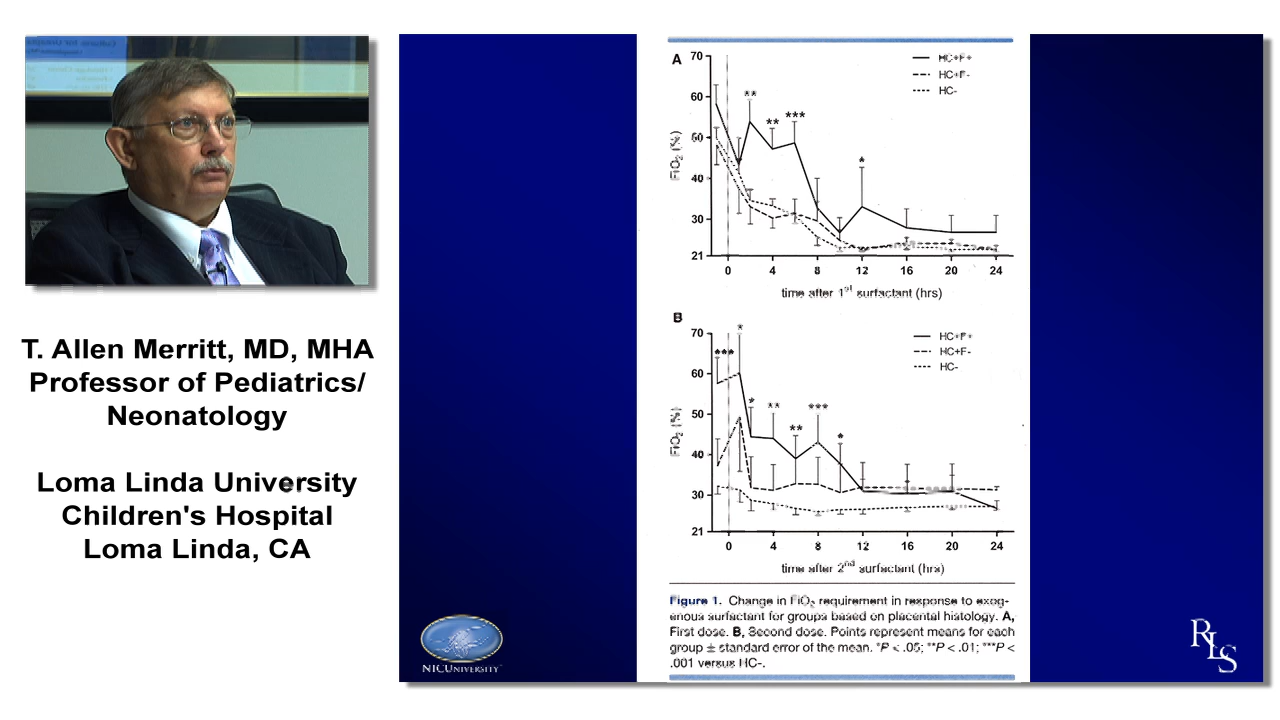 T. Allen Merritt, MD, MHA
Professor of Pediatrics/
Neonatology
Loma Linda University
Children's Hospital
Loma Linda, CA
A
70
60
50
40
30
21
FiO2 (%)
HC+F+
HC+F-
HC-
** ** *** *
0 4 8 12 16 20 24
time after 1st surfactant (hrs)
B
70
60
50
40
30
21
FiO2 (%)
HC+F+
HC+F-
HC-
*** * * ** ** *** *
0 4 8 12 16 20 24
time after 2nd surfactant (hrs)
Figure 1. Change in FiO2 requirement in response to exog-
enous surfactant for groups based on placental histology. A,
First dose. B, Second dose. Points represent means for each
group ± standard error of the mean. *P < .05; **P < .01; ***P <
.001 versus HC-.
NICUNIVERSITY
RLS